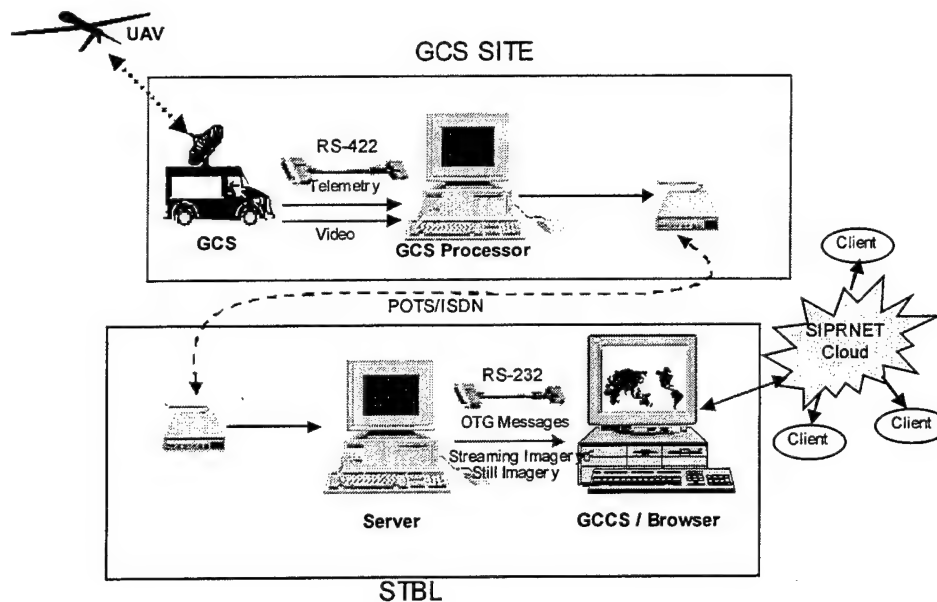 UAV
GCS SITE
RS-422
Telemetry
Video
GCS
GCS Processor
POTS/ISDN
Client
SIPRNET
Cloud
Client
Client
RS-232
OTG Messages
Streaming Imagery
Still Imagery
Server
GCCS / Browser
STBL